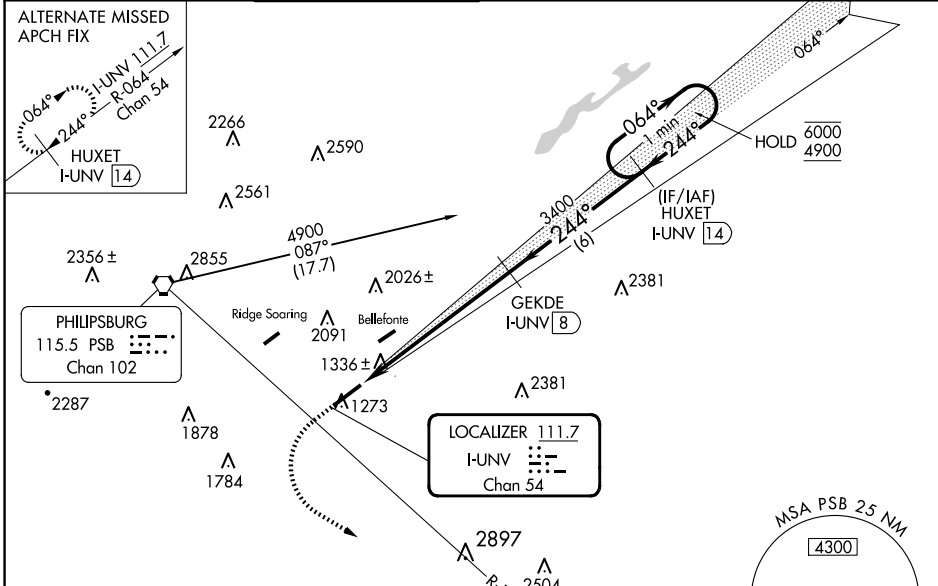 ALTERNATE MISSED
APCH FIX
I-UNV 111.7
R-064
Chan 54
064°
244°
HUXET
I-UNV 14
2266
2590
2561
2356 ±
2855
4900
087°
(17.7)
2026 ±
PHILIPSBURG
115.5 PSB
Chan 102
Ridge Soaring
2091
Bellefonte
1336 ±
1273
2287
1878
1784
064°
064°
1 min
244°
HOLD
6000
4900
(IF/IAF)
HUXET
I-UNV 14
3400
244°
(6)
GEKDE
I-UNV 8
2381
2381
LOCALIZER 111.7
I-UNV
Chan 54
2897
2504
MSA PSB 25 NM
4300